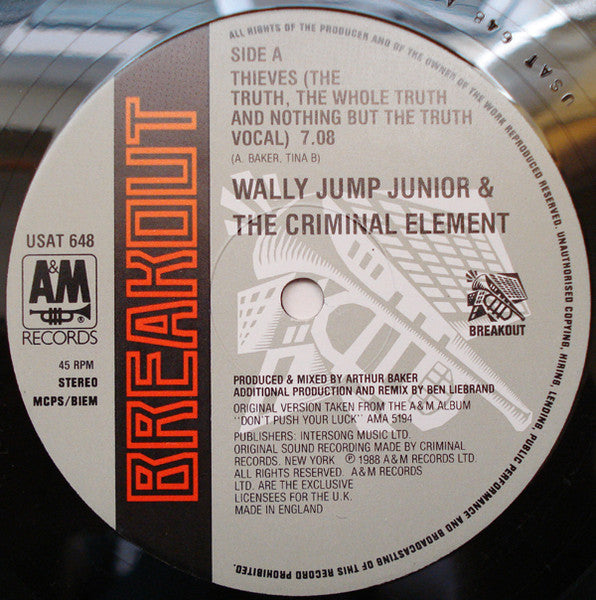 ALL RIGHTS OF THE PRODUCER AND OF THE OWNER OF THE WORK REPRODUCED RESERVED. UNAUTHORISED COPYING, HIRING, LENDING, PUBLIC PERFORMANCE AND BROADCASTING OF THIS RECORD PROHIBITED.
USAT 648 A
SIDE A
THIEVES (THE
TRUTH, THE WHOLE TRUTH
AND NOTHING BUT THE TRUTH
VOCAL) 7.08
(A. BAKER. TINA B)
WALLY JUMP JUNIOR &
THE CRIMINAL ELEMENT
BREAKOUT
USAT 648
A&M
RECORDS ®
45 RPM
STEREO
MCPS/BIEM
BREAKOUT
PRODUCED & MIXED BY ARTHUR BAKER
ADDITIONAL PRODUCTION AND REMIX BY BEN LIEBRAND
ORIGINAL VERSION TAKEN FROM THE A&M ALBUM
"DON'T PUSH YOUR LUCK" AMA 5194
PUBLISHERS: INTERSONG MUSIC LTD.
ORIGINAL SOUND RECORDING MADE BY CRIMINAL
RECORDS. NEW YORK ℗ 1988 A&M RECORDS LTD.
ALL RIGHTS RESERVED. A&M RECORDS
LTD. ARE THE EXCLUSIVE
LICENSEES FOR THE U.K.
MADE IN ENGLAND